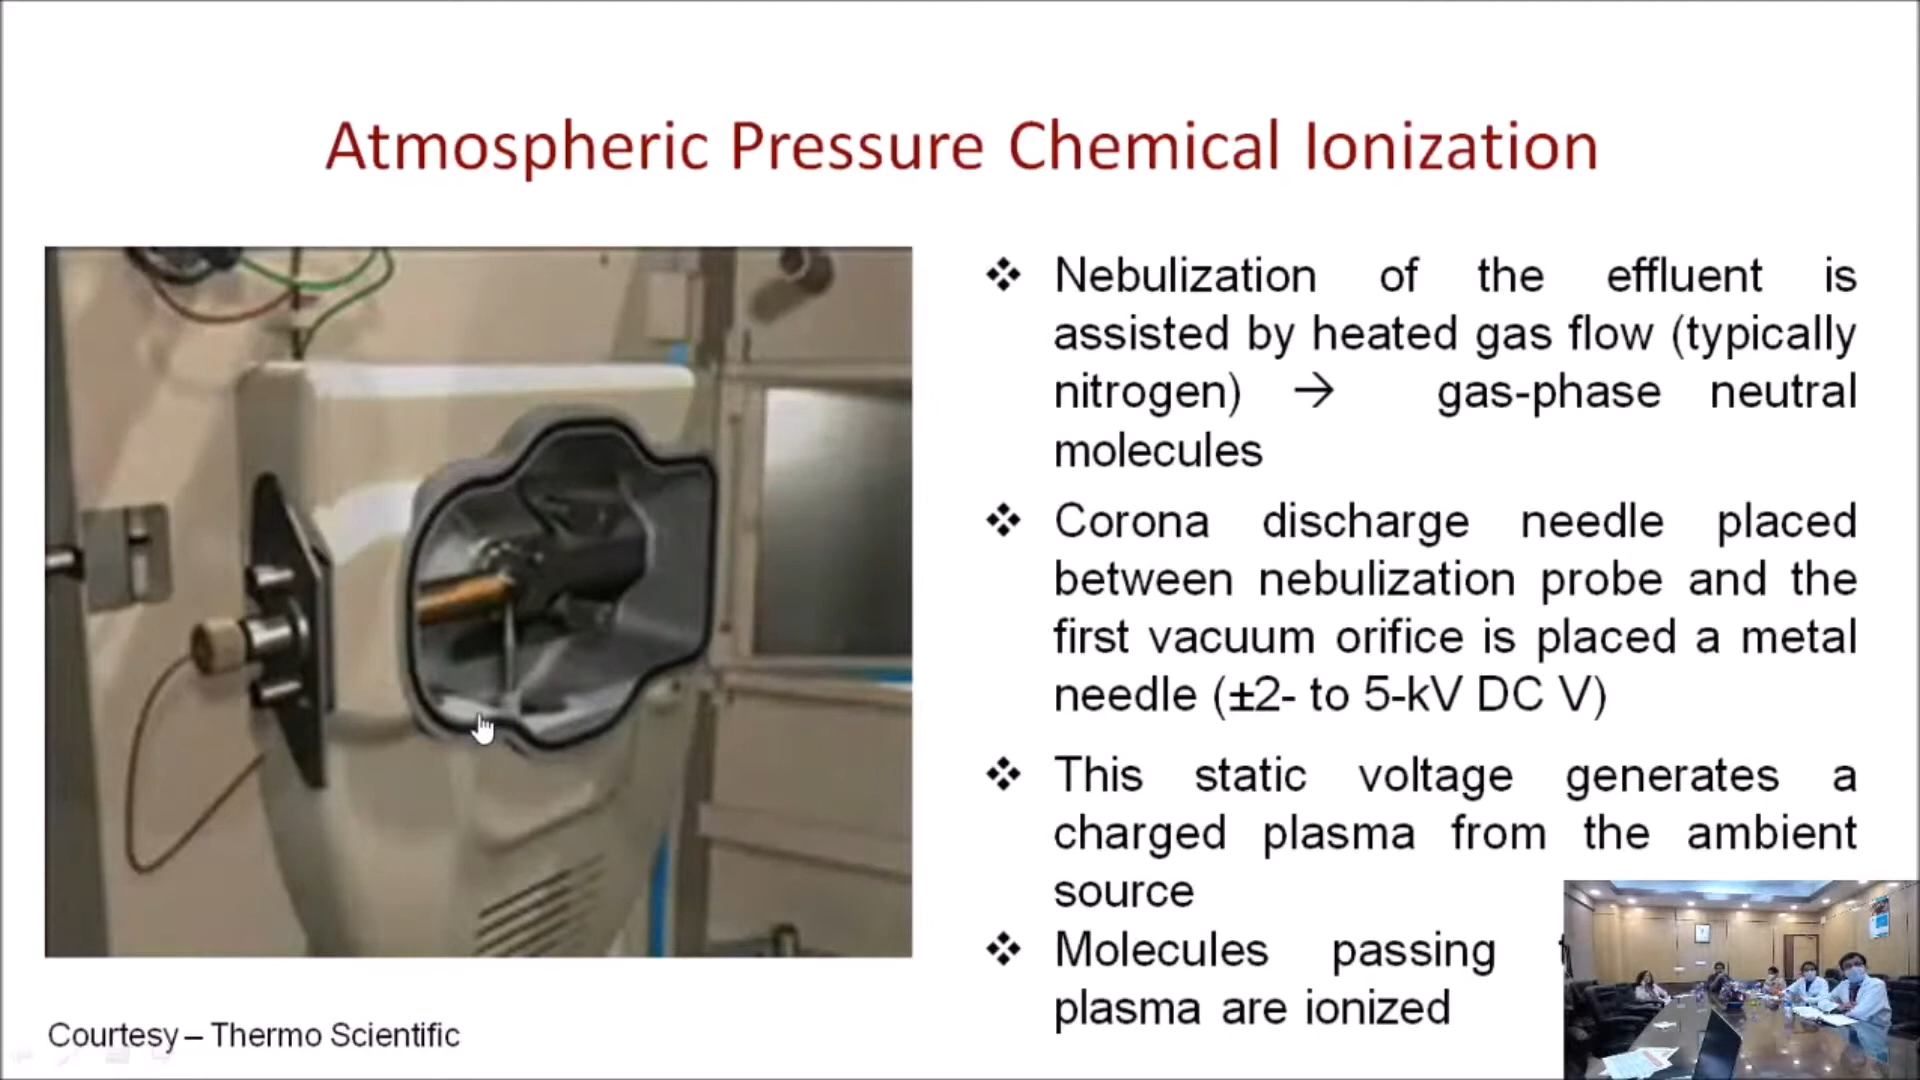 Atmospheric Pressure Chemical Ionization
❖ Nebulization of the effluent is
assisted by heated gas flow (typically
nitrogen) → gas-phase neutral
molecules
❖ Corona discharge needle placed
between nebulization probe and the
first vacuum orifice is placed a metal
needle (±2- to 5-kV DC V)
❖ This static voltage generates a
charged plasma from the ambient
source
❖ Molecules passing
plasma are ionized
Courtesy – Thermo Scientific